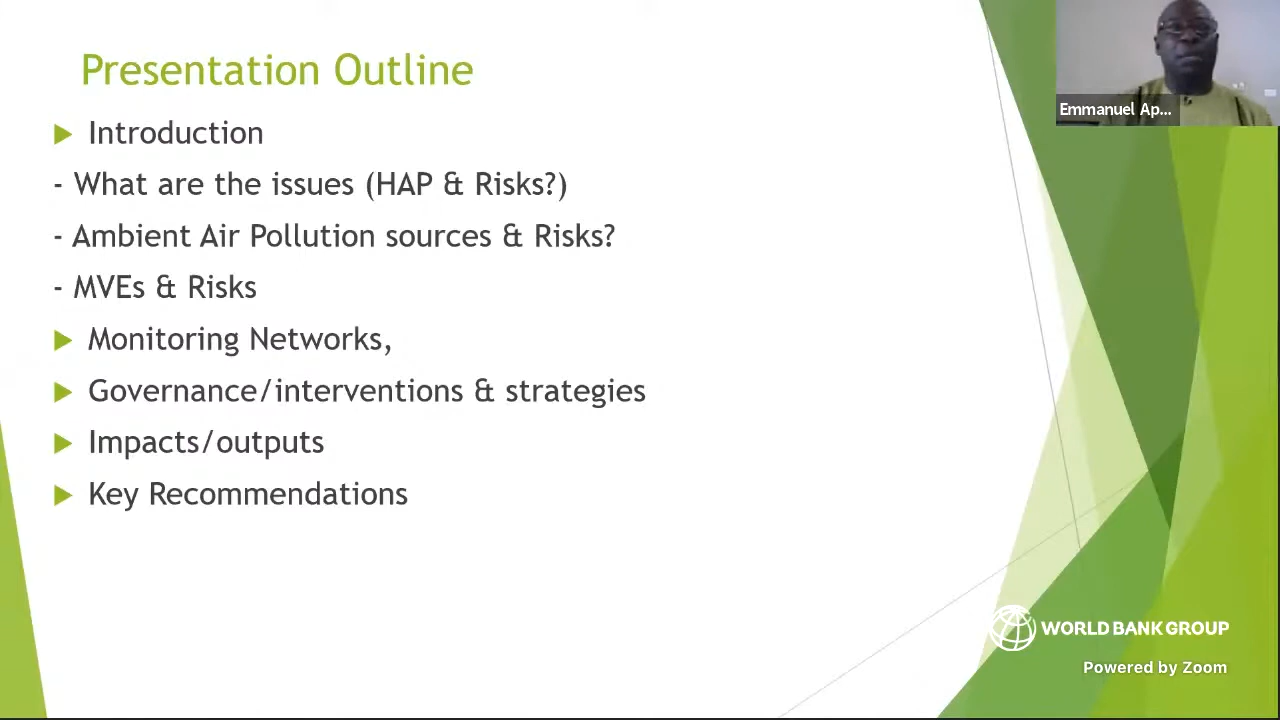 Presentation Outline
Introduction
- What are the issues (HAP & Risks?)
- Ambient Air Pollution sources & Risks?
- MVEs & Risks
Monitoring Networks,
Governance/interventions & strategies
Impacts/outputs
Key Recommendations
Emmanuel Ap...
WORLD BANK GROUP
Powered by Zoom